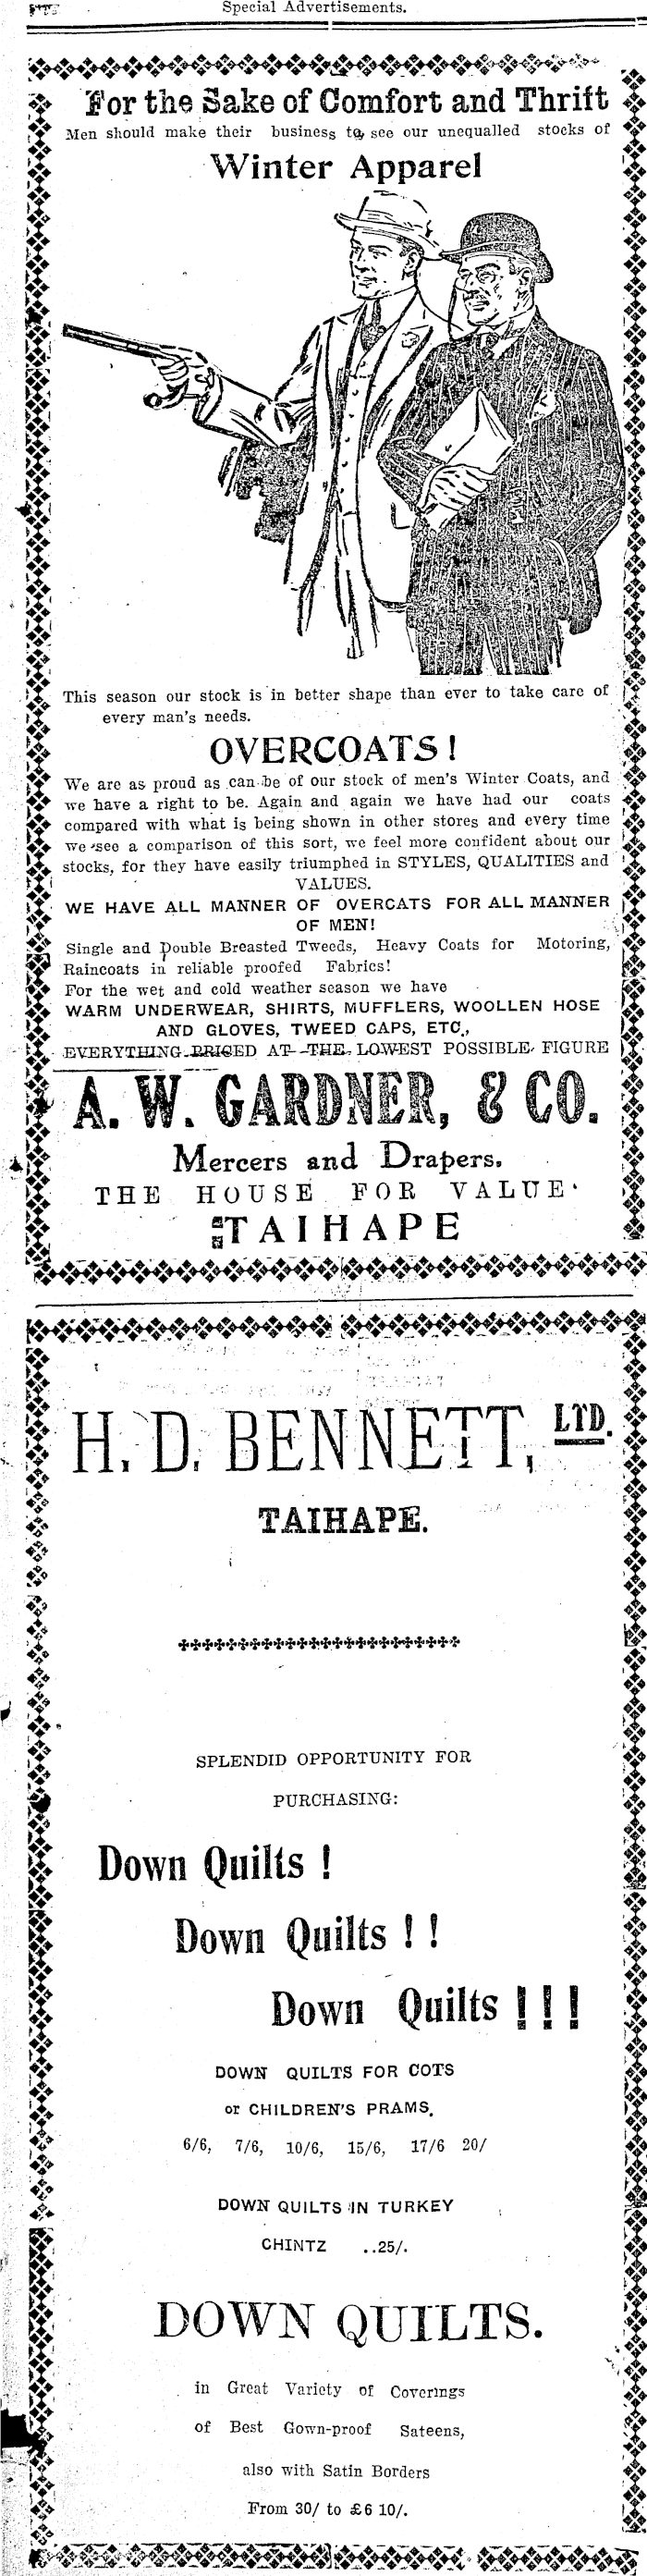 Special Advertisements.
For the Sake of Comfort and Thrift
Men should make their business to see our unequalled stocks of
Winter Apparel
This season our stock is in better shape than ever to take care of
every man's needs.
OVERCOATS!
We are as proud as can be of our stock of men's Winter Coats, and
we have a right to be. Again and again we have had our coats
compared with what is being shown in other stores and every time
we see a comparison of this sort, we feel more confident about our
stocks, for they have easily triumphed in STYLES, QUALITIES and
VALUES.
WE HAVE ALL MANNER OF OVERCATS FOR ALL MANNER
OF MEN!
Single and Double Breasted Tweeds, Heavy Coats for Motoring,
Raincoats in reliable proofed Fabrics!
For the wet and cold weather season we have
WARM UNDERWEAR, SHIRTS, MUFFLERS, WOOLLEN HOSE
AND GLOVES, TWEED CAPS, ETC.,
EVERYTHING PRICED AT THE LOWEST POSSIBLE FIGURE
A. W. GARDNER, & CO.
Mercers and Drapers.
THE HOUSE FOR VALUE
TAIHAPE
H. D. BENNETT, LTD.
TAIHAPE.
SPLENDID OPPORTUNITY FOR
PURCHASING:
Down Quilts !
Down Quilts ! !
Down Quilts ! ! !
DOWN QUILTS FOR COTS
or CHILDREN'S PRAMS.
6/6, 7/6, 10/6, 15/6, 17/6 20/
DOWN QUILTS IN TURKEY
CHINTZ ..25/.
DOWN QUILTS.
in Great Variety of Coverings
of Best Gown-proof Sateens,
also with Satin Borders
From 30/ to £6 10/.